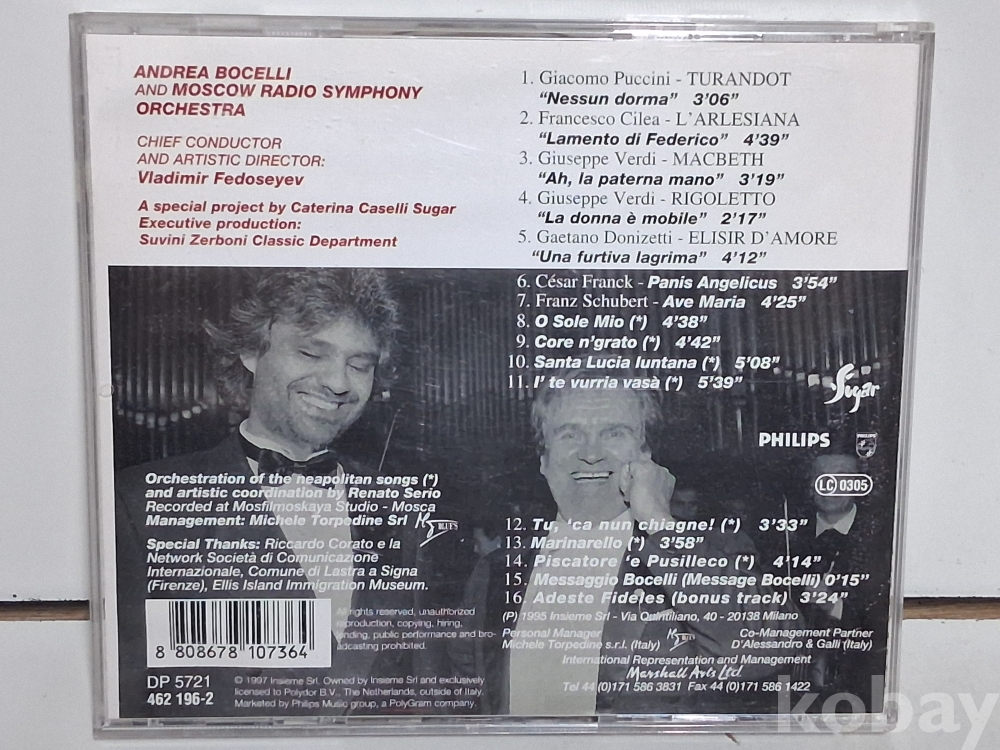 ANDREA BOCELLI
AND MOSCOW RADIO SYMPHONY
ORCHESTRA
CHIEF CONDUCTOR
AND ARTISTIC DIRECTOR:
Vladimir Fedoseyev
A special project by Caterina Caselli Sugar
Executive production:
Suvini Zerboni Classic Department
1. Giacomo Puccini - TURANDOT
“Nessun dorma” 3’06”
2. Francesco Cilea - L’ARLESIANA
“Lamento di Federico” 4’39”
3. Giuseppe Verdi - MACBETH
“Ah, la paterna mano” 3’19”
4. Giuseppe Verdi - RIGOLETTO
“La donna è mobile” 2’17”
5. Gaetano Donizetti - ELISIR D’AMORE
“Una furtiva lagrima” 4’12”
6. César Franck - Panis Angelicus 3’54”
7. Franz Schubert - Ave Maria 4’25”
8. O Sole Mio (*) 4’38”
9. Core n’grato (*) 4’42”
10. Santa Lucia luntana (*) 5’08”
11. I’ te vurria vasà (*) 5’39”
Sugar
PHILIPS
PHILIPS
LC 0305
Orchestration of the neapolitan songs (*)
and artistic coordination by Renato Serio
Recorded at Mosfilmoskaya Studio - Mosca
Management: Michele Torpedine Srl BLUES
Special Thanks: Riccardo Corato e la
Network Società di Comunicazione
Internazionale, Comune di Lastra a Signa
(Firenze), Ellis Island Immigration Museum.
12. Tu, ‘ca nun chiagne! (*) 3’33”
13. Marinarello (*) 3’58”
14. Piscatore ‘e Pusilleco (*) 4’14”
15. Messaggio Bocelli (Message Bocelli) 0’15”
16. Adeste Fideles (bonus track) 3’24”
(P) 1995 Insieme Srl - Via Quintiliano, 40 - 20138 Milano
Personal Manager
Michele Torpedine s.r.l. (Italy)
BLUES
Co-Management Partner
D’Alessandro & Galli (Italy)
International Representation and Management
Marshall Arts Ltd.
Tel 44 (0)171 586 3831 Fax 44 (0)171 586 1422
8 808678 107364
All rights reserved, unauthorized
reproduction, copying, hiring,
lending, public performance and bro-
adcasting prohibited.
DP 5721
462 196-2
© 1997 Insieme Srl. Owned by Insieme Srl and exclusively
licensed to Polydor B.V., The Netherlands, outside of Italy.
Marketed by Philips Music group, a PolyGram company.
kobay